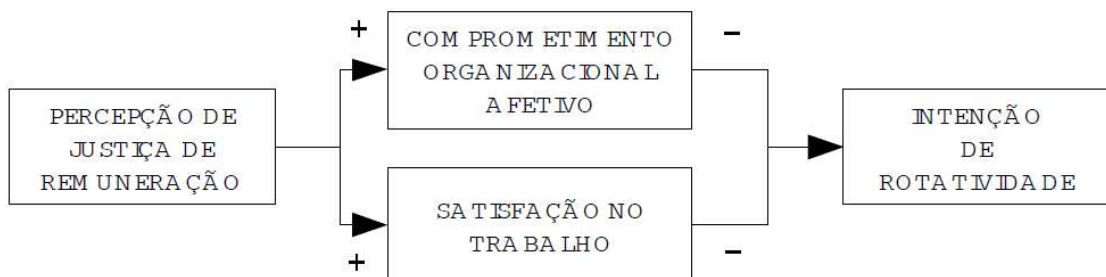 PERCEPÇÃO DE
JUSTIÇA DE
REMUNERAÇÃO
+
COMPROMETIMENTO
ORGANIZACIONAL
AFETIVO
−
+
SATISFAÇÃO NO
TRABALHO
−
INTENÇÃO
DE
ROTATIVIDADE